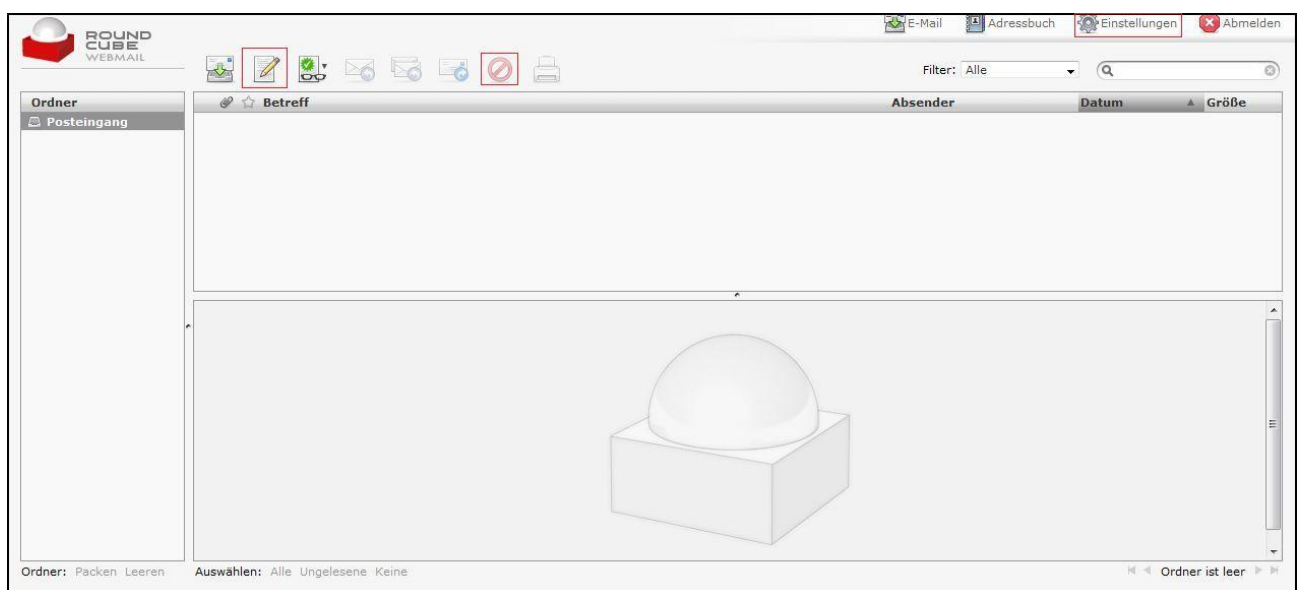 ROUND
CUBE
WEBMAIL
E-Mail Adressbuch Einstellungen Abmelden
Filter: Alle
Ordner
Posteingang
Betreff Absender Datum Größe
Ordner: Packen Leeren
Auswählen: Alle Ungelesene Keine
Ordner ist leer